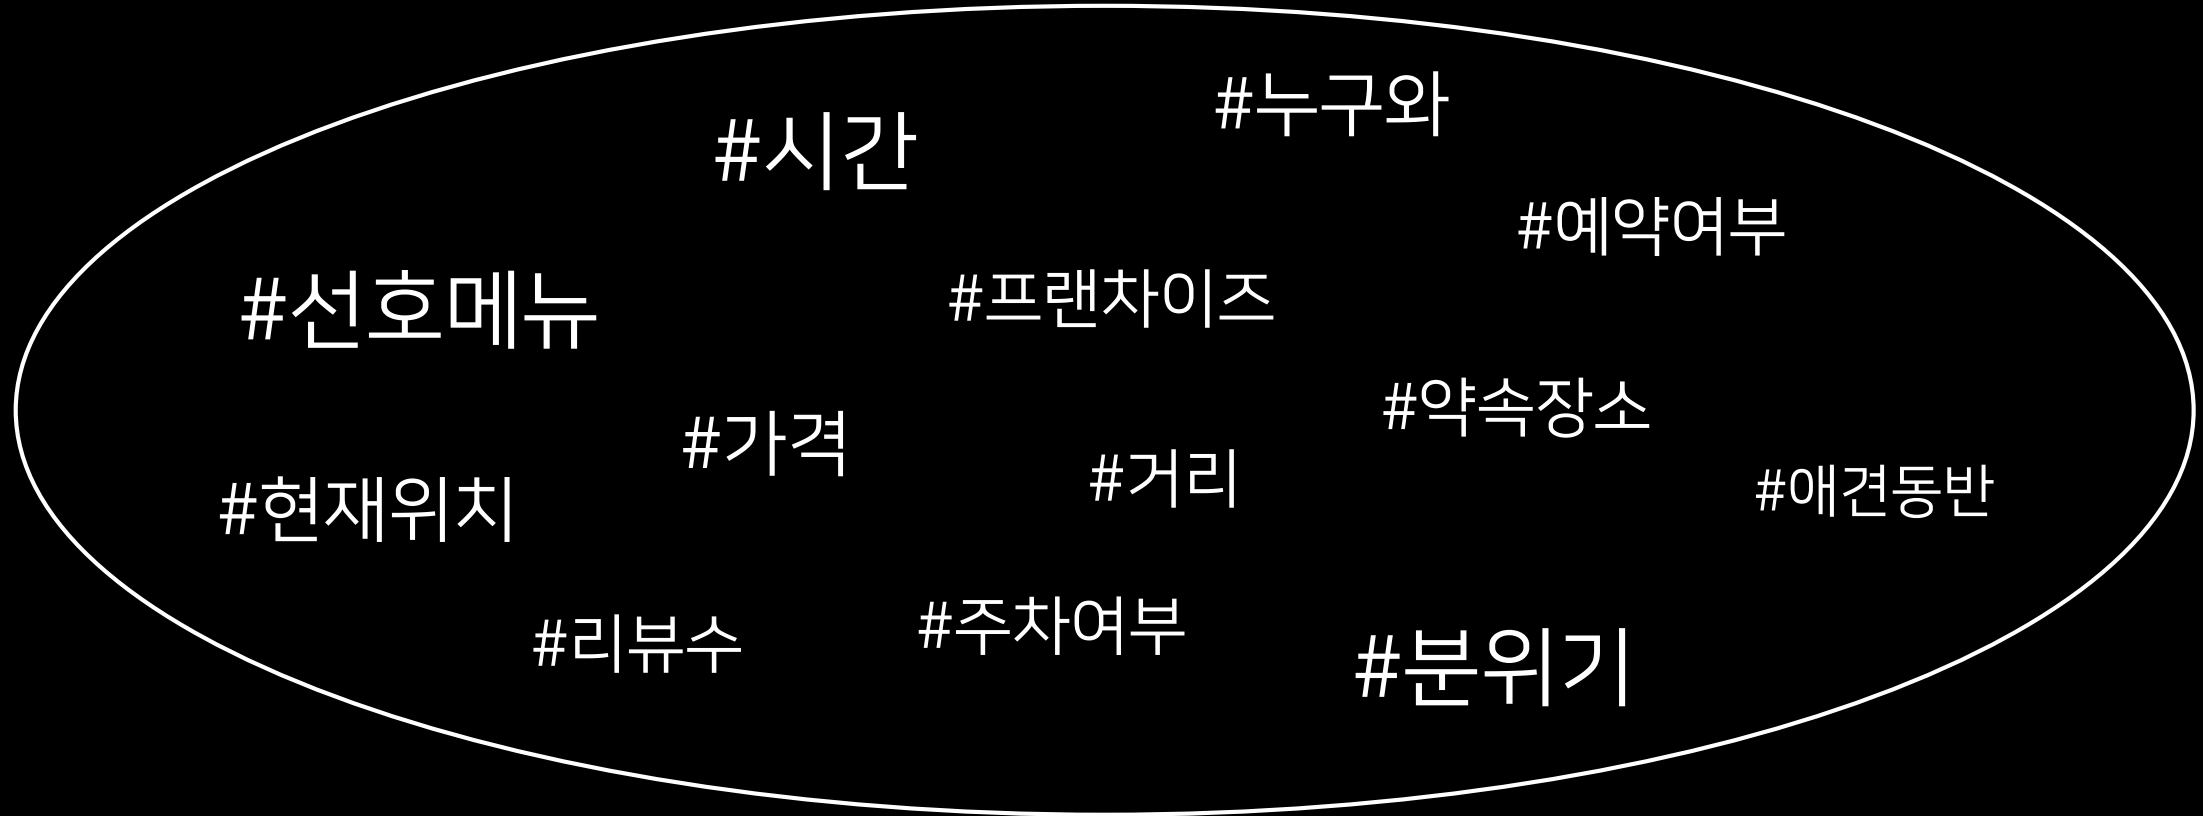 #누구와
#시간
#예약여부
#선호메뉴
#프랜차이즈
#약속장소
#가격
#거리
#애견동반
#현재위치
#리뷰수
#주차여부
#분위기